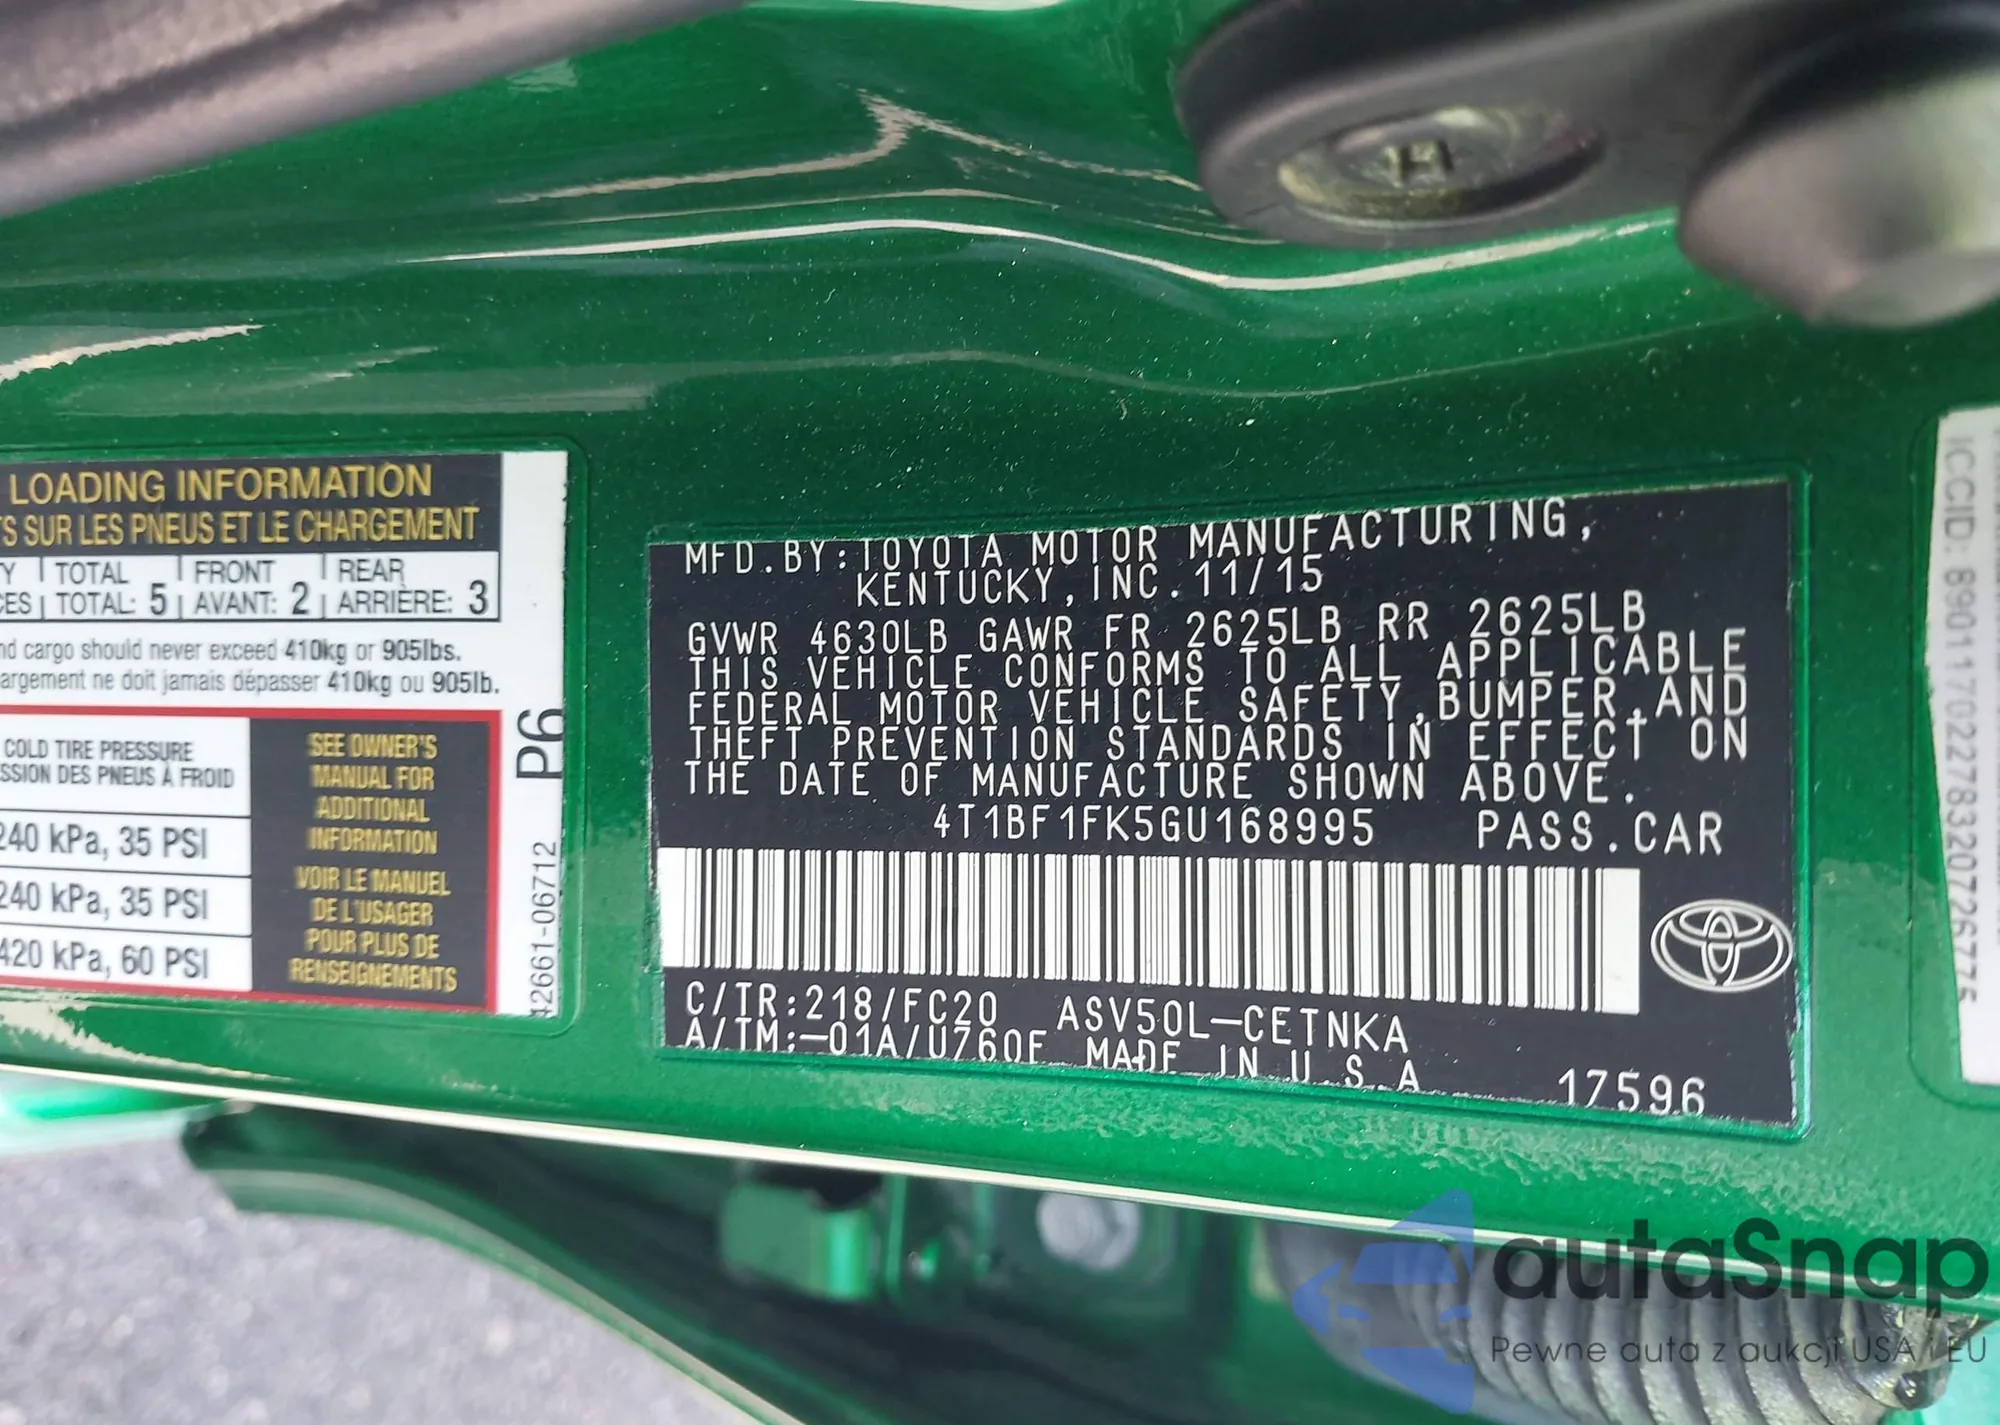 LOADING INFORMATION
TS SUR LES PNEUS ET LE CHARGEMENT
TOTAL FRONT REAR
TOTAL: 5 AVANT: 2 ARRIÈRE: 3
and cargo should never exceed 410kg or 905lbs.
argement ne doit jamais dépasser 410kg ou 905lb.
COLD TIRE PRESSURE
SSION DES PNEUS À FROID
240 kPa, 35 PSI
240 kPa, 35 PSI
420 kPa, 60 PSI
SEE OWNER'S
MANUAL FOR
ADDITIONAL
INFORMATION
VOIR LE MANUEL
DE L'USAGER
POUR PLUS DE
RENSEIGNEMENTS
42661-06712 P6
MFD.BY:TOYOTA MOTOR MANUFACTURING,
KENTUCKY,INC.11/15
GVWR 4630LB GAWR FR 2625LB RR 2625LB
THIS VEHICLE CONFORMS TO ALL APPLICABLE
FEDERAL MOTOR VEHICLE SAFETY,BUMPER,AND
THEFT PREVENTION STANDARDS IN EFFECT ON
THE DATE OF MANUFACTURE SHOWN ABOVE.
4T1BF1FK5GU168995 PASS.CAR
C/TR:218/FC20 ASV50L-CETNKA
A/TM:-01A/U760E MADE IN U.S.A
17596
ICCID: 89011702278320726775
autaSnap
Pewne auta z aukcji USA i EU